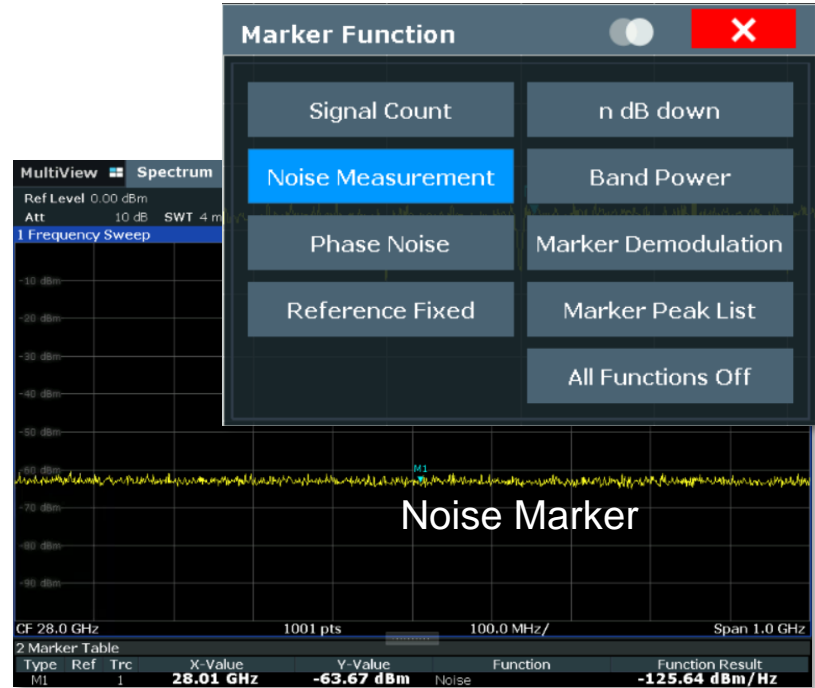 Marker Function
Signal Count
n dB down
Noise Measurement
Band Power
Phase Noise
Marker Demodulation
Reference Fixed
Marker Peak List
All Functions Off
MultiView Spectrum
Ref Level 0.00 dBm
Att 10 dB SWT 4 m
1 Frequency Sweep
-10 dBm
-20 dBm
-30 dBm
-40 dBm
-50 dBm
-60 dBm
M1
-70 dBm
Noise Marker
-80 dBm
-90 dBm
CF 28.0 GHz 1001 pts 100.0 MHz/ Span 1.0 GHz
2 Marker Table
Type Ref Trc X-Value Y-Value Function Function Result
M1 1 28.01 GHz -63.67 dBm Noise -125.64 dBm/Hz